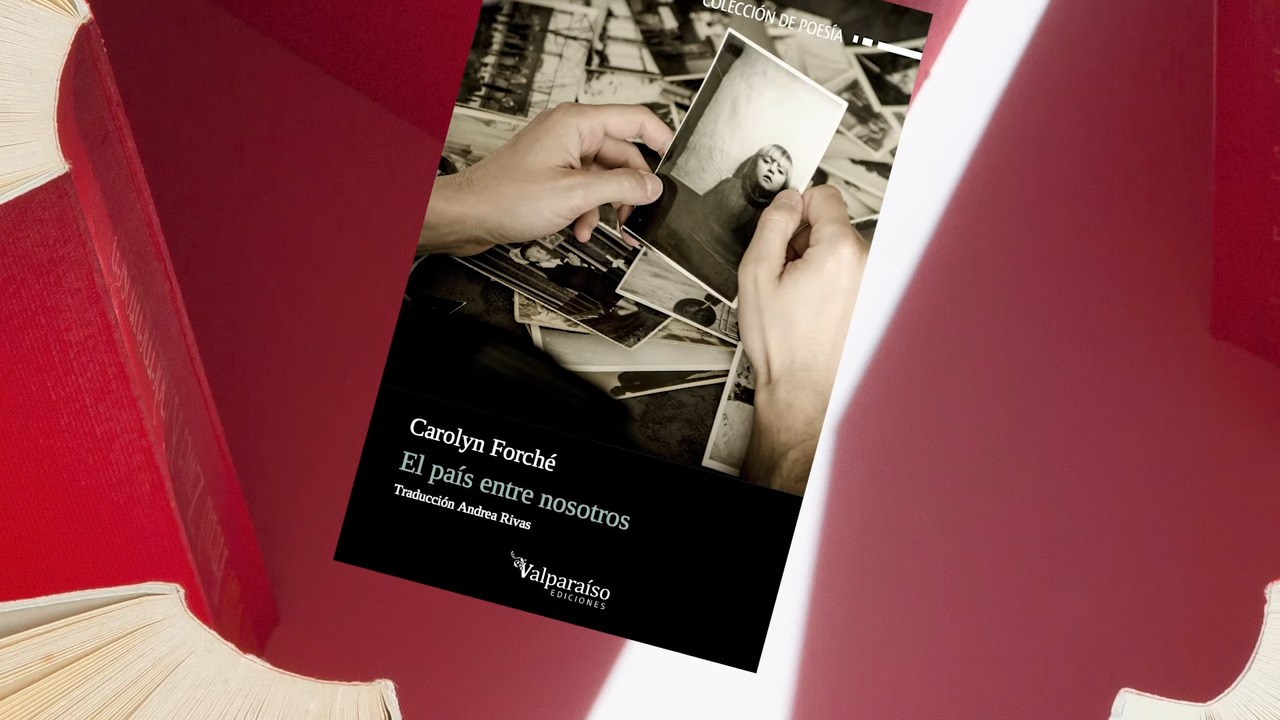 COLECCIÓN DE POESÍA
Carolyn Forché
El país entre nosotros
Traducción Andrea Rivas
Valparaíso
EDICIONES